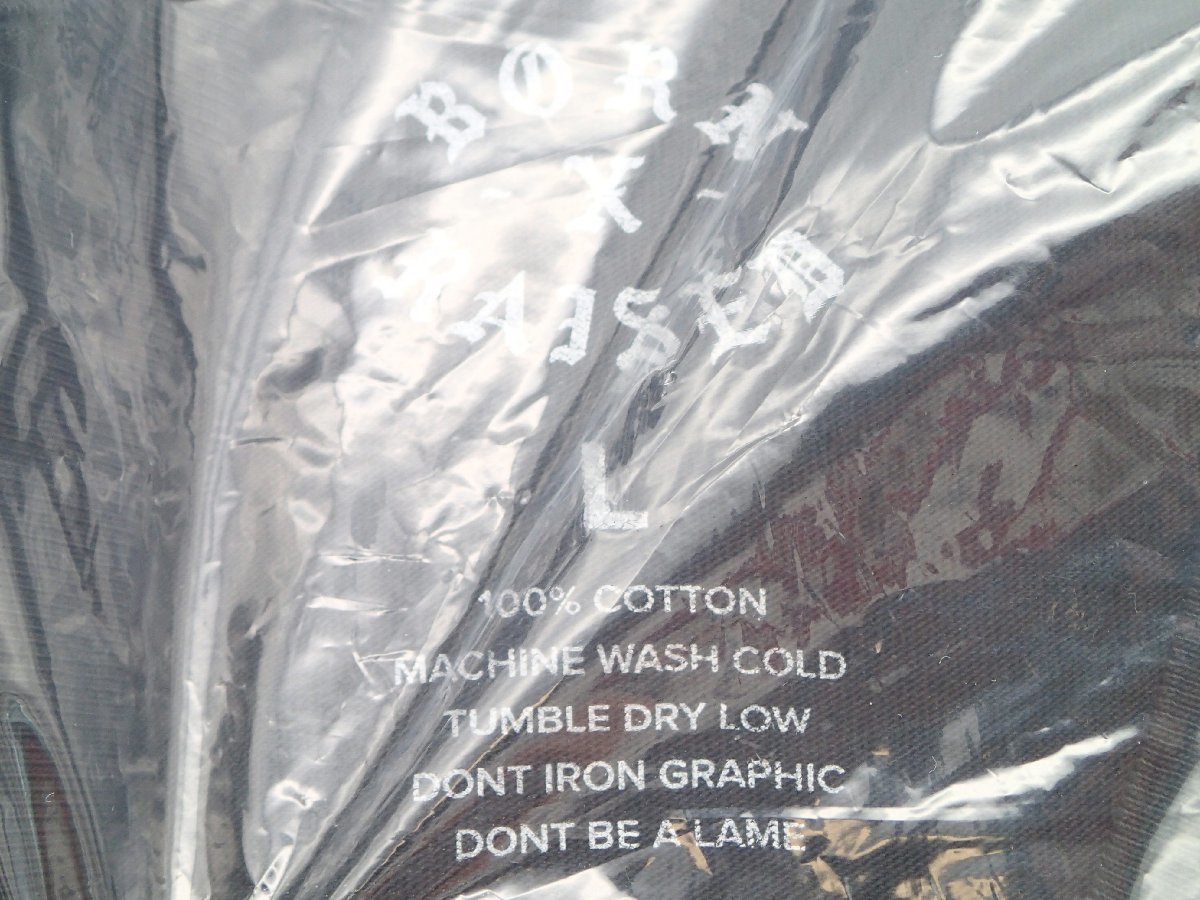 BORN
- X -
RAISED
L
100% COTTON
MACHINE WASH COLD
TUMBLE DRY LOW
DONT IRON GRAPHIC
DONT BE A LAME